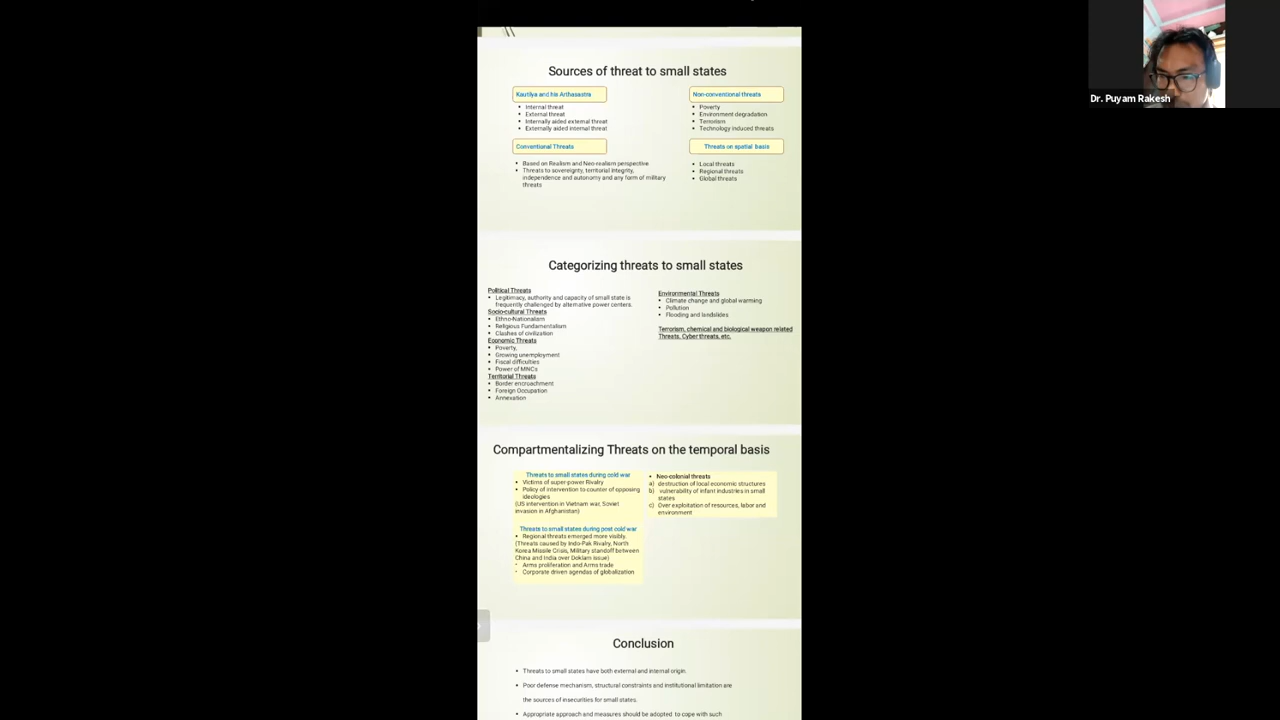 Sources of threat to small states
Kautilya and his Arthasastra
• Internal threat
• External threat
• Internally aided external threat
• Externally aided internal threat
Conventional Threats
• Based on Realism and Neo-realism perspective
• Threats to sovereignty, territorial integrity,
independence and autonomy and any form of military
threats
Non-conventional threats
• Poverty
• Environment degradation
• Terrorism
• Technology induced threats
Threats on spatial basis
• Local threats
• Regional threats
• Global threats
Categorizing threats to small states
Political Threats
• Legitimacy, authority and capacity of small state is
frequently challenged by alternative power centers.
Socio-cultural Threats
• Ethno-Nationalism
• Religious Fundamentalism
• Clashes of civilization
Economic Threats
• Poverty,
• Growing unemployment
• Fiscal difficulties
• Power of MNCs
Territorial Threats
• Border encroachment
• Foreign Occupation
• Annexation
Environmental Threats
• Climate change and global warming
• Pollution
• Flooding and landslides
Terrorism, chemical and biological weapon related
Threats, Cyber threats, etc.
Compartmentalizing Threats on the temporal basis
Threats to small states during cold war
• Victims of super-power Rivalry
• Policy of intervention to counter of opposing
ideologies
(US intervention in Vietnam war, Soviet
invasion in Afghanistan)
Threats to small states during post cold war
• Regional threats emerged more visibly.
(Threats caused by Indo-Pak Rivalry, North
Korea Missile Crisis, Military standoff between
China and India over Doklam issue)
• Arms proliferation and Arms trade
• Corporate driven agendas of globalization
• Neo-colonial threats
a) destruction of local economic structures
b) vulnerability of infant industries in small
states
c) Over exploitation of resources, labor and
environment
Conclusion
• Threats to small states have both external and internal origin.
• Poor defense mechanism, structural constraints and institutional limitation are
the sources of insecurities for small states.
• Appropriate approach and measures should be adopted to cope with such
Dr. Puyam Rakesh